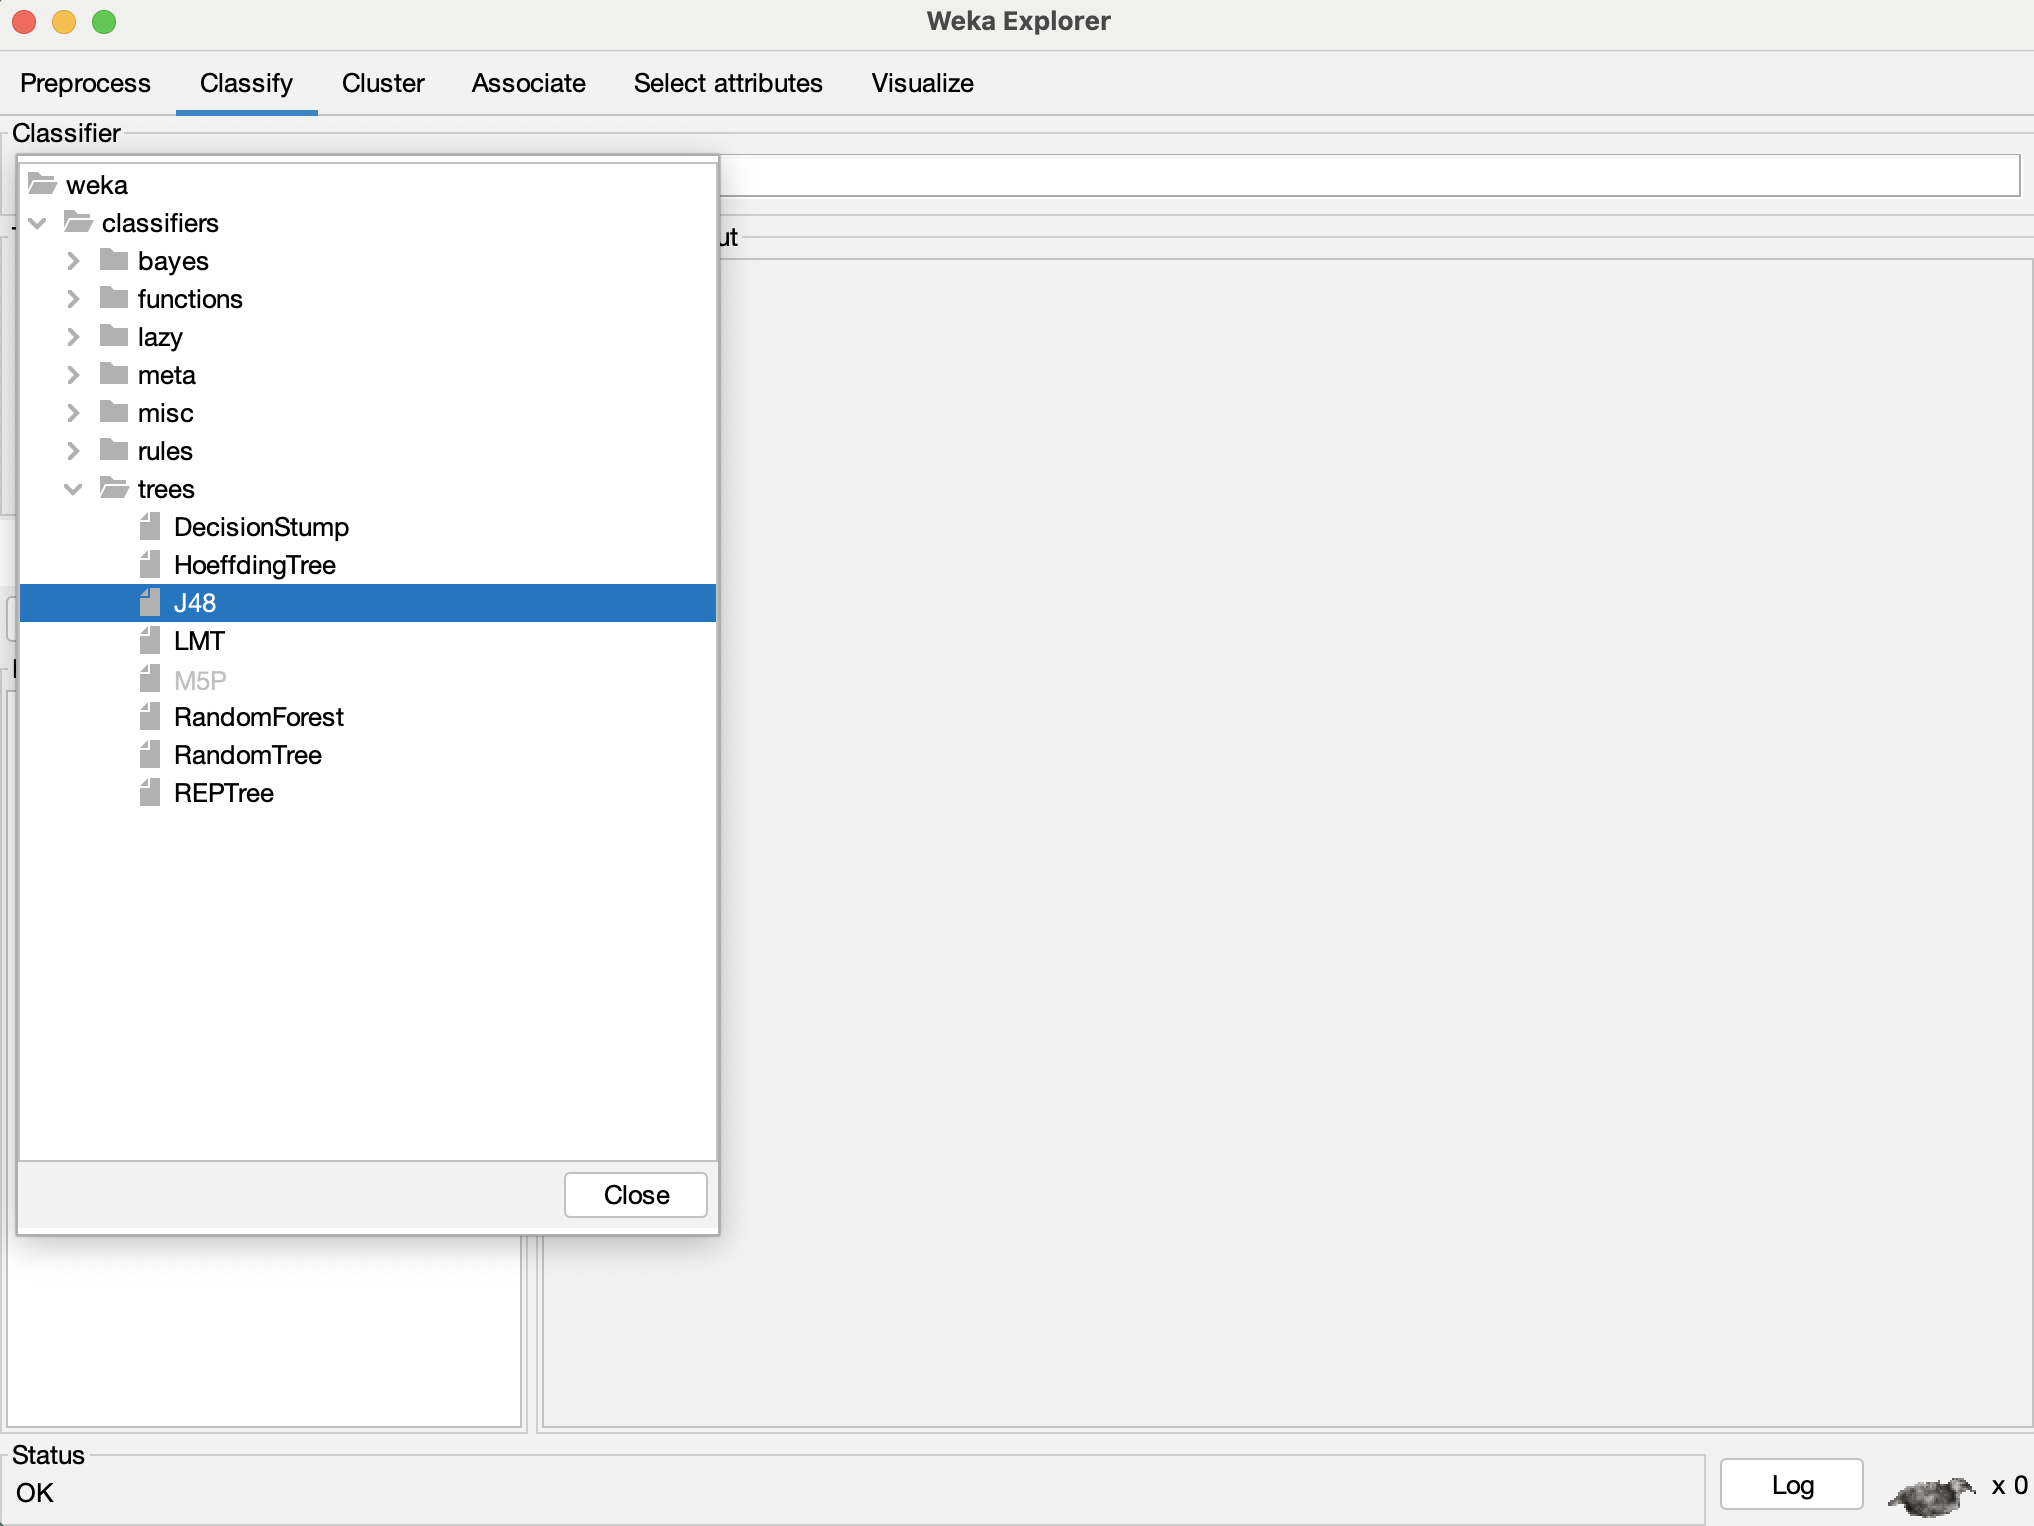 Weka Explorer
Preprocess Classify Cluster Associate Select attributes Visualize
Classifier
weka
classifiers
bayes
functions
lazy
meta
misc
rules
trees
DecisionStump
HoeffdingTree
J48
LMT
M5P
RandomForest
RandomTree
REPTree
Close
Status
OK
Log
x 0